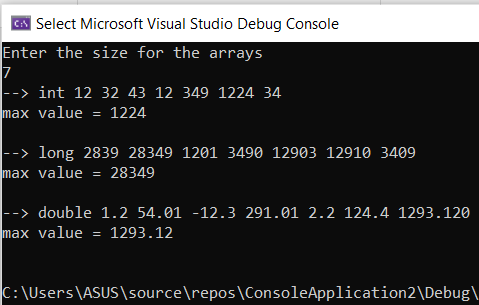 Select Microsoft Visual Studio Debug Console
Enter the size for the arrays
7
--> int 12 32 43 12 349 1224 34
max value = 1224
--> long 2839 28349 1201 3490 12903 12910 3409
max value = 28349
--> double 1.2 54.01 -12.3 291.01 2.2 124.4 1293.120
max value = 1293.12
C:\Users\ASUS\source\repos\ConsoleApplication2\Debug\